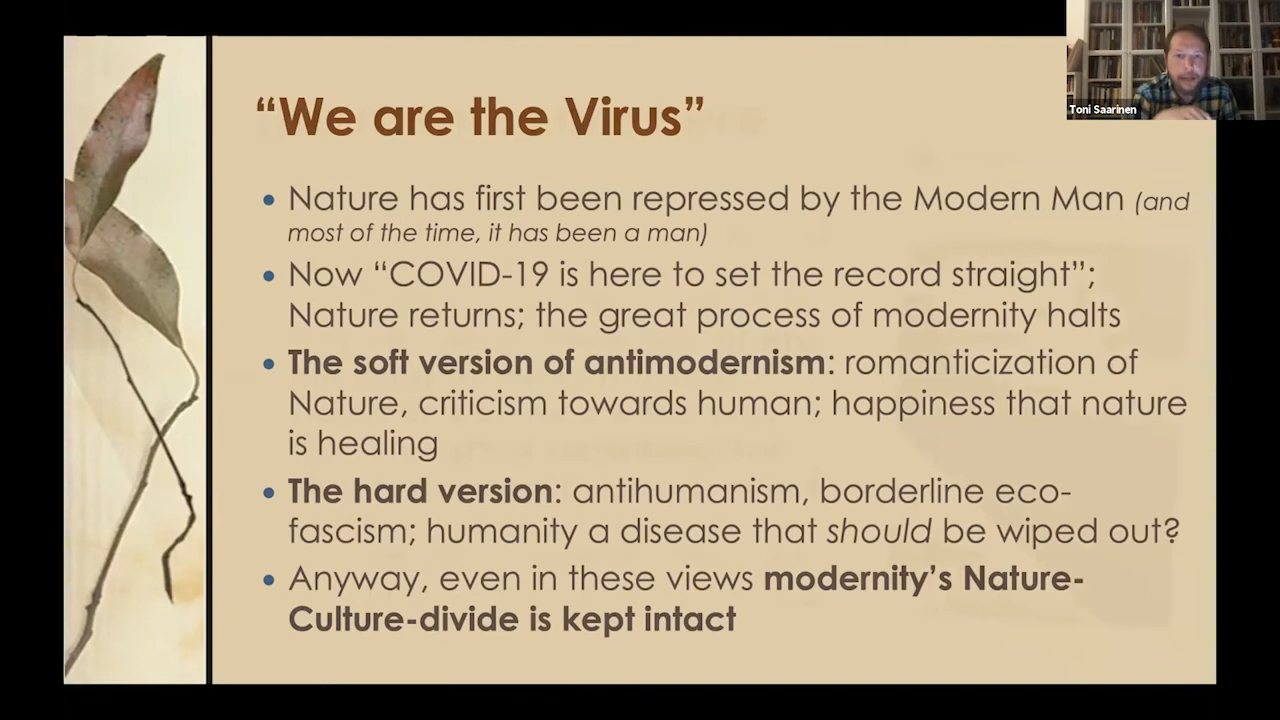 “We are the Virus”
• Nature has first been repressed by the Modern Man (and
most of the time, it has been a man)
• Now “COVID-19 is here to set the record straight”;
Nature returns; the great process of modernity halts
• The soft version of antimodernism: romanticization of
Nature, criticism towards human; happiness that nature
is healing
• The hard version: antihumanism, borderline eco-
fascism; humanity a disease that should be wiped out?
• Anyway, even in these views modernity’s Nature-
Culture-divide is kept intact
Toni Saarinen